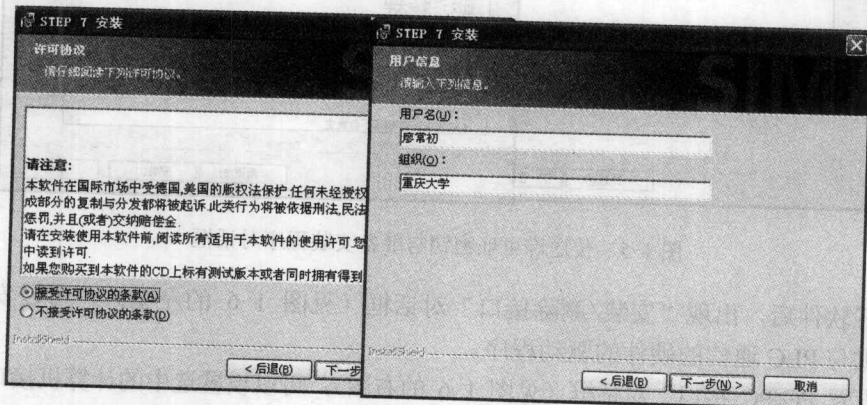 STEP 7 安装
许可协议
请仔细阅读下列许可协议。
请注意:
本软件在国际市场中受德国,美国的版权法保护.任何未经授权
成部分的复制与分发都将被起诉.此类行为将被依据刑法,民法
惩罚,并且(或者)交纳赔偿金.
请在安装使用本软件前,阅读所有适用于本软件的使用许可.您
中读到许可.
如果您购买到本软件的CD上标有测试版本或者同时拥有得到
接受许可协议的条款(A)
不接受许可协议的条款(D)
InstallShield
< 后退(B)
下一步
STEP 7 安装
用户信息
请输入下列信息。
用户名(U):
廖常初
组织(O):
重庆大学
InstallShield
< 后退(B)
下一步(N) >
取消